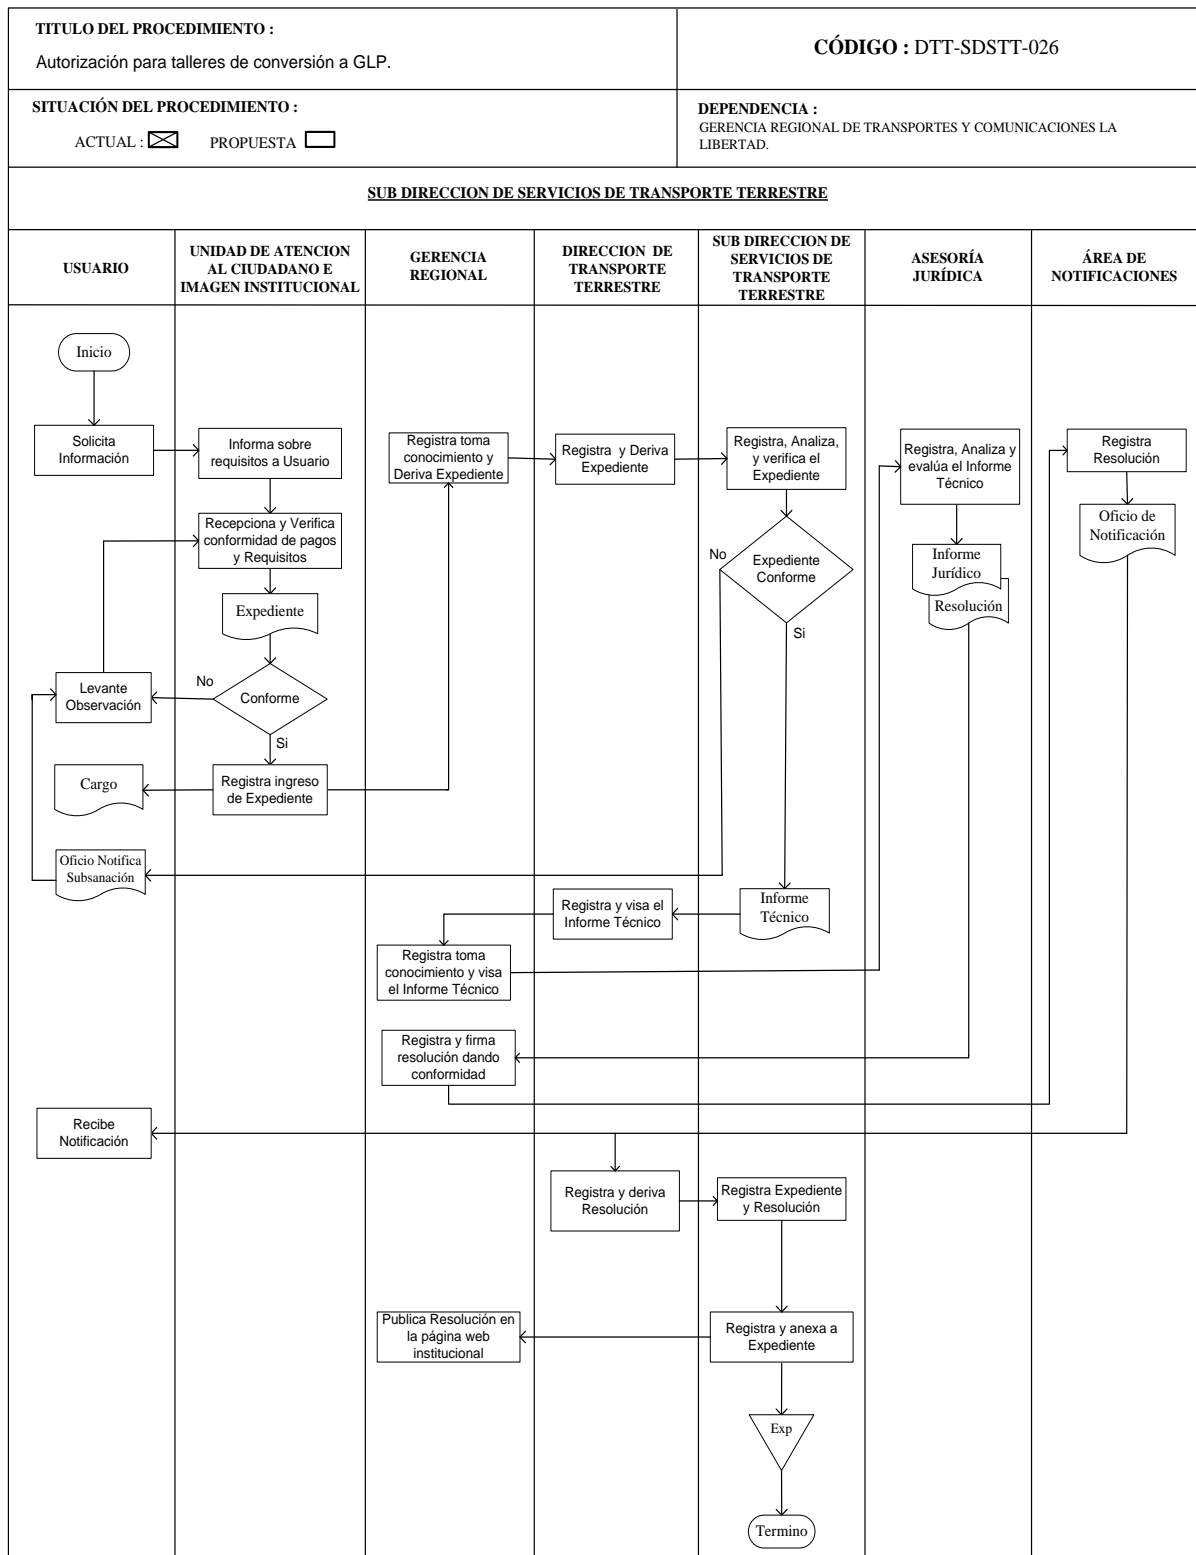 TITULO DEL PROCEDIMIENTO :
Autorización para talleres de conversión a GLP.
CÓDIGO : DTT-SDSTT-026
SITUACIÓN DEL PROCEDIMIENTO :
ACTUAL : PROPUESTA
DEPENDENCIA :
GERENCIA REGIONAL DE TRANSPORTES Y COMUNICACIONES LA
LIBERTAD.
SUB DIRECCION DE SERVICIOS DE TRANSPORTE TERRESTRE
USUARIO
UNIDAD DE ATENCION
AL CIUDADANO E
IMAGEN INSTITUCIONAL
GERENCIA
REGIONAL
DIRECCION DE
TRANSPORTE
TERRESTRE
SUB DIRECCION DE
SERVICIOS DE
TRANSPORTE
TERRESTRE
ASESORÍA
JURÍDICA
ÁREA DE
NOTIFICACIONES
Inicio
Solicita
Información
Informa sobre
requisitos a Usuario
Registra toma
conocimiento y
Deriva Expediente
Registra y Deriva
Expediente
Registra, Analiza,
y verifica el
Expediente
Registra, Analiza y
evalúa el Informe
Técnico
Registra
Resolución
Recepciona y Verifica
conformidad de pagos
y Requisitos
Oficio de
Notificación
No
Expediente
Conforme
Informe
Jurídico
Resolución
Expediente
Si
Levante
Observación
No
Conforme
Si
Cargo
Registra ingreso
de Expediente
Oficio Notifica
Subsanación
Registra y visa el
Informe Técnico
Informe
Técnico
Registra toma
conocimiento y visa
el Informe Técnico
Registra y firma
resolución dando
conformidad
Recibe
Notificación
Registra y deriva
Resolución
Registra Expediente
y Resolución
Publica Resolución en
la página web
institucional
Registra y anexa a
Expediente
Exp
Termino